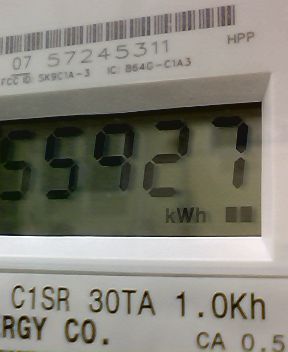 07 57245311
HPP
FCC ID: SK9C1A-3 IC: 864G-C1A3
55927
kWh
C1SR 30TA 1.0Kh
RGY CO.
CA 0.5